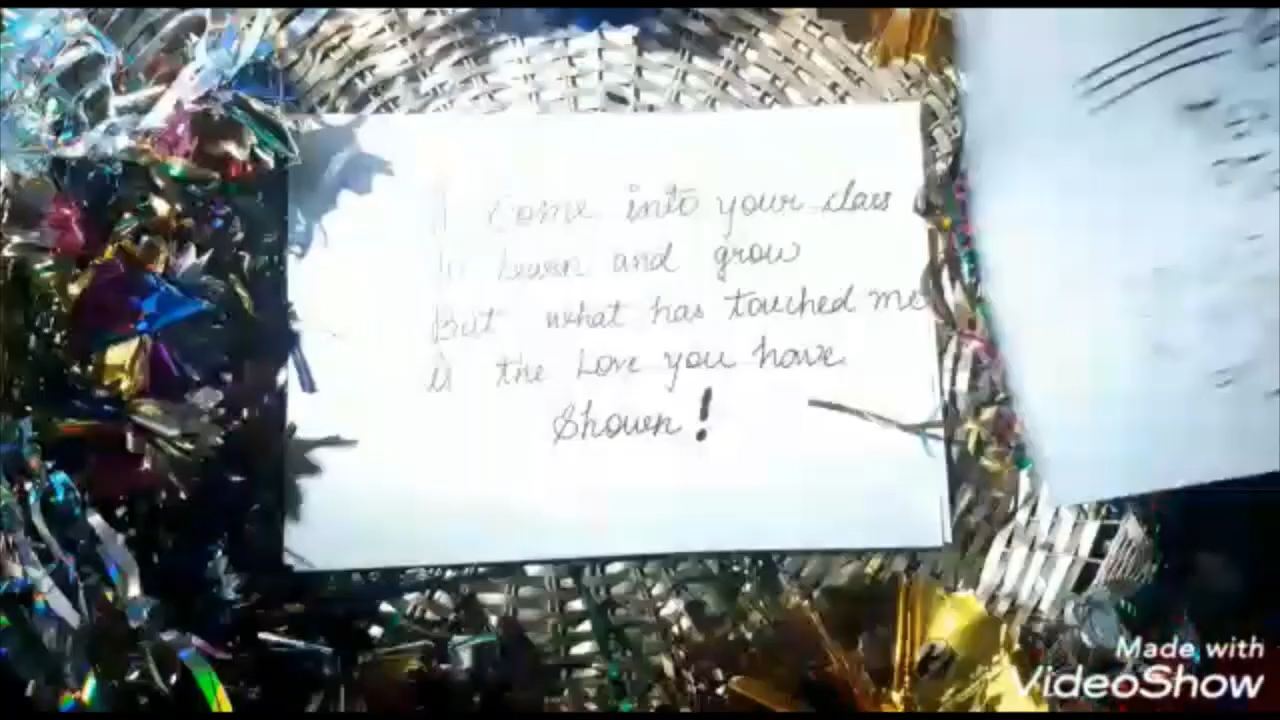 I come into your class
to learn and grow
But what has touched me
is the Love you have
Shown!
Made with
VideoShow